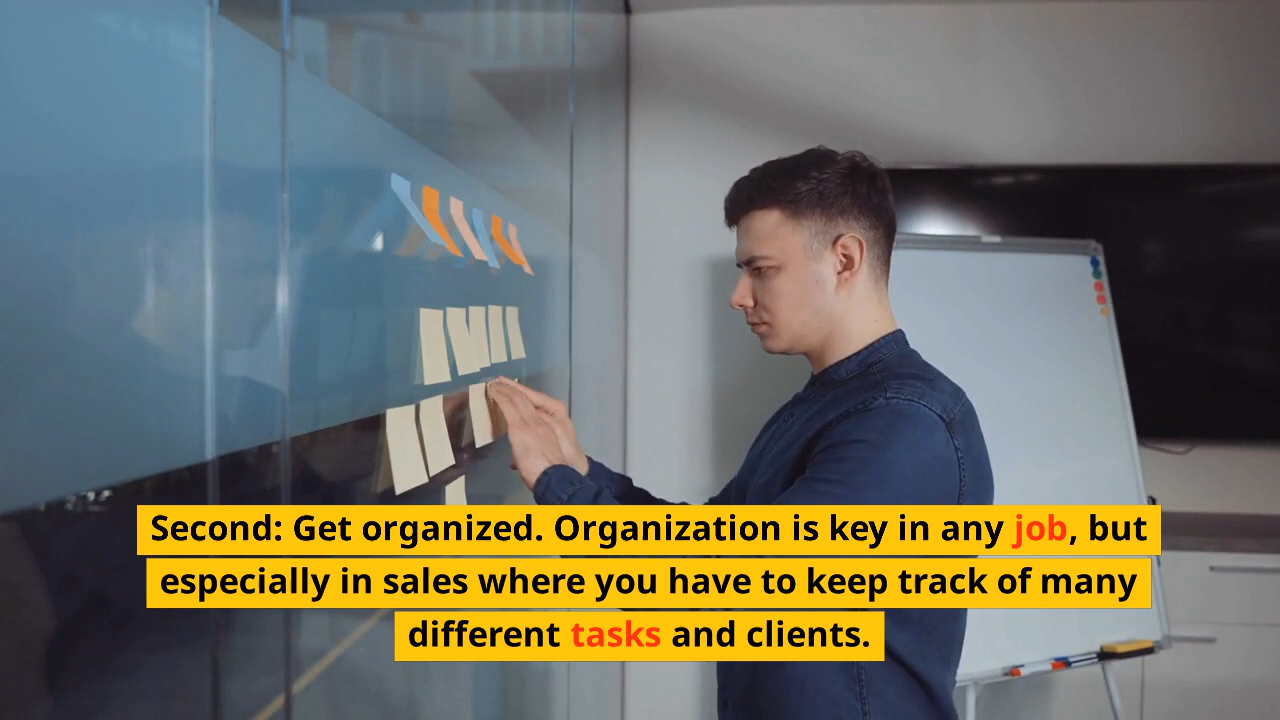 Second: Get organized. Organization is key in any job, but
especially in sales where you have to keep track of many
different tasks and clients.